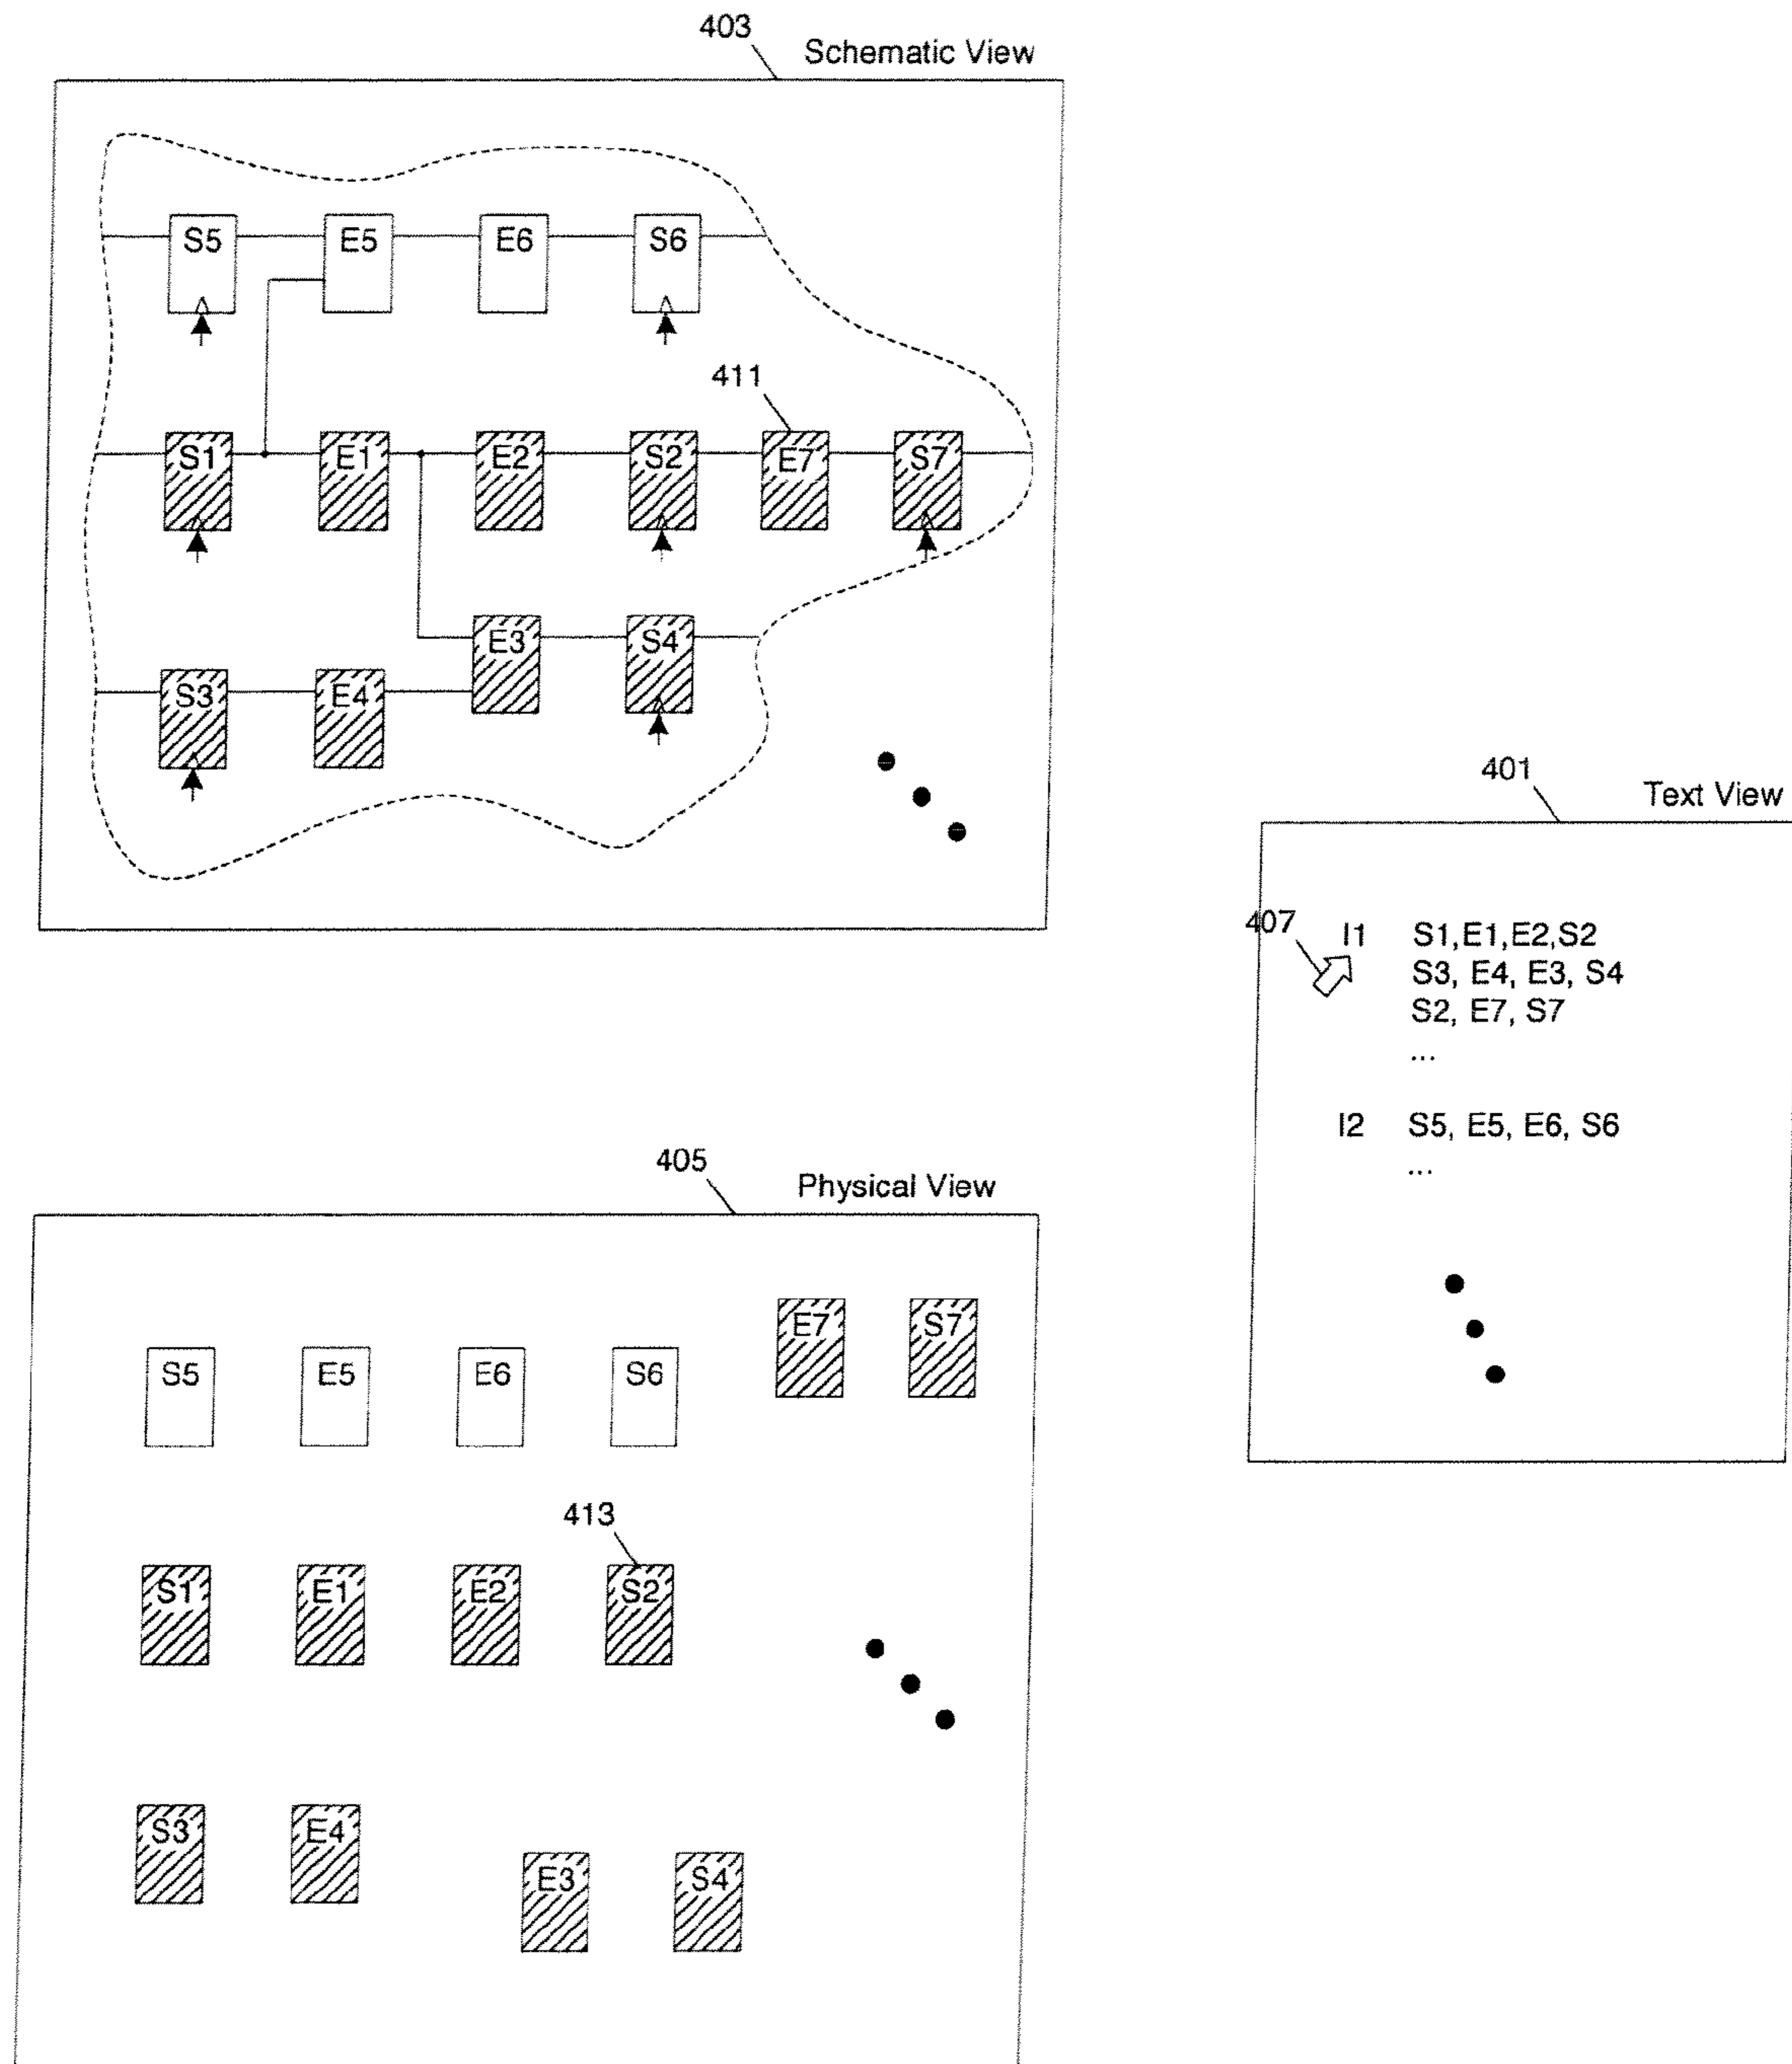 403
Schematic View
S5 E5 E6 S6
411
S1 E1 E2 S2 E7 S7
E3 S4
S3 E4
401
Text View
407
I1 S1,E1,E2,S2
S3, E4, E3, S4
S2, E7, S7
...
I2 S5, E5, E6, S6
...
405
Physical View
E7 S7
S5 E5 E6 S6
413
S1 E1 E2 S2
S3 E4
E3 S4